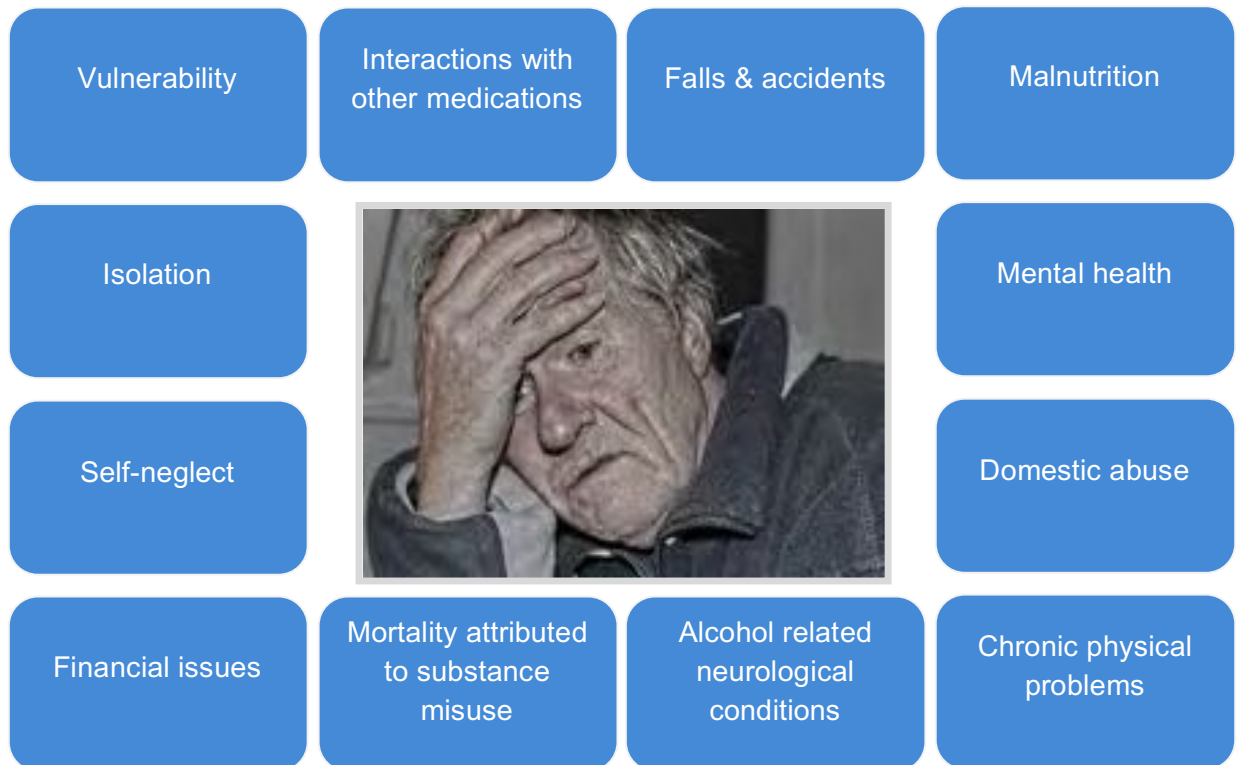 Vulnerability
Interactions with
other medications
Falls & accidents
Malnutrition
Isolation
Mental health
Self-neglect
Domestic abuse
Financial issues
Mortality attributed
to substance
misuse
Alcohol related
neurological
conditions
Chronic physical
problems